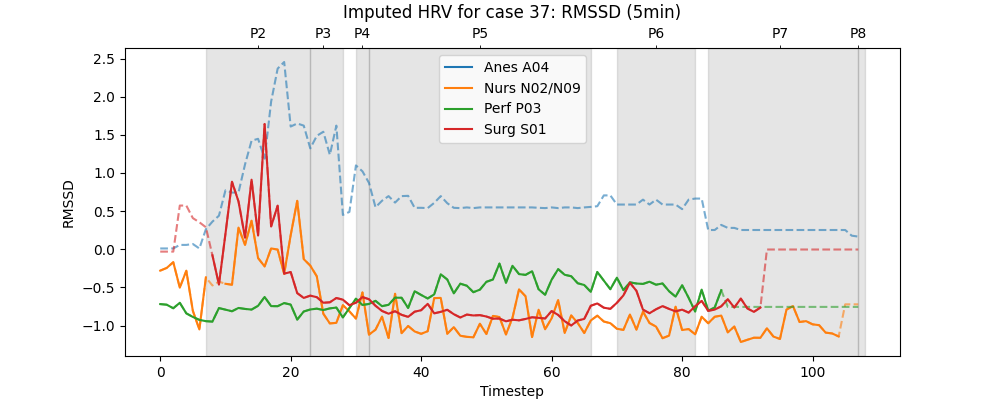 Imputed HRV for case 37: RMSSD (5min)
P2 P3 P4 P5 P6 P7 P8
2.5
2.0
1.5
1.0
0.5
0.0
−0.5
−1.0
RMSSD
Anes A04
Nurs N02/N09
Perf P03
Surg S01
0 20 40 60 80 100
Timestep